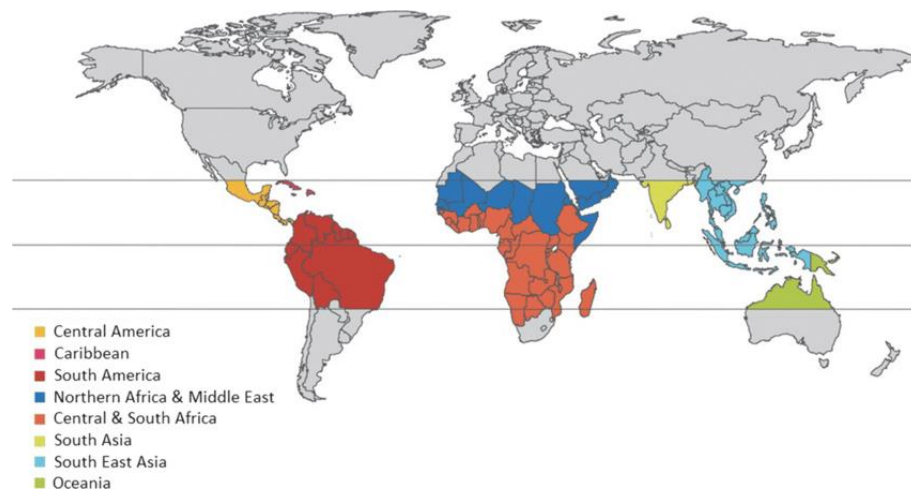 Central America
Caribbean
South America
Northern Africa & Middle East
Central & South Africa
South Asia
South East Asia
Oceania